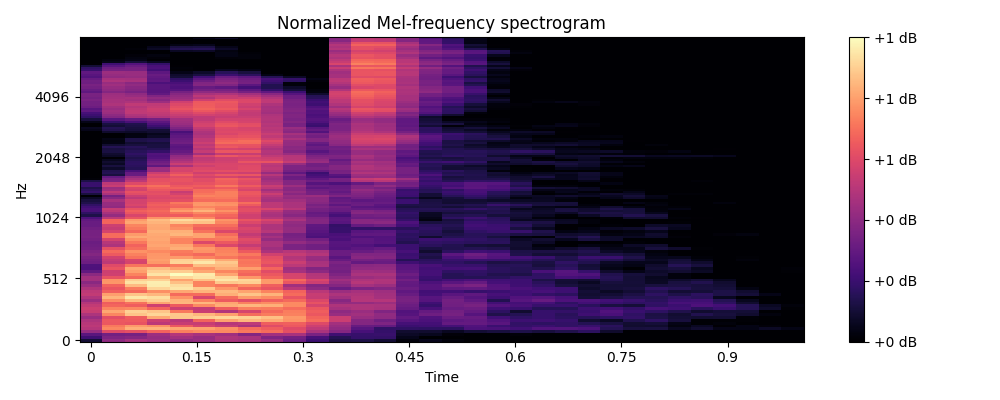 Normalized Mel-frequency spectrogram
Hz
4096
2048
1024
512
0
0 0.15 0.3 0.45 0.6 0.75 0.9
Time
+1 dB
+1 dB
+1 dB
+0 dB
+0 dB
+0 dB